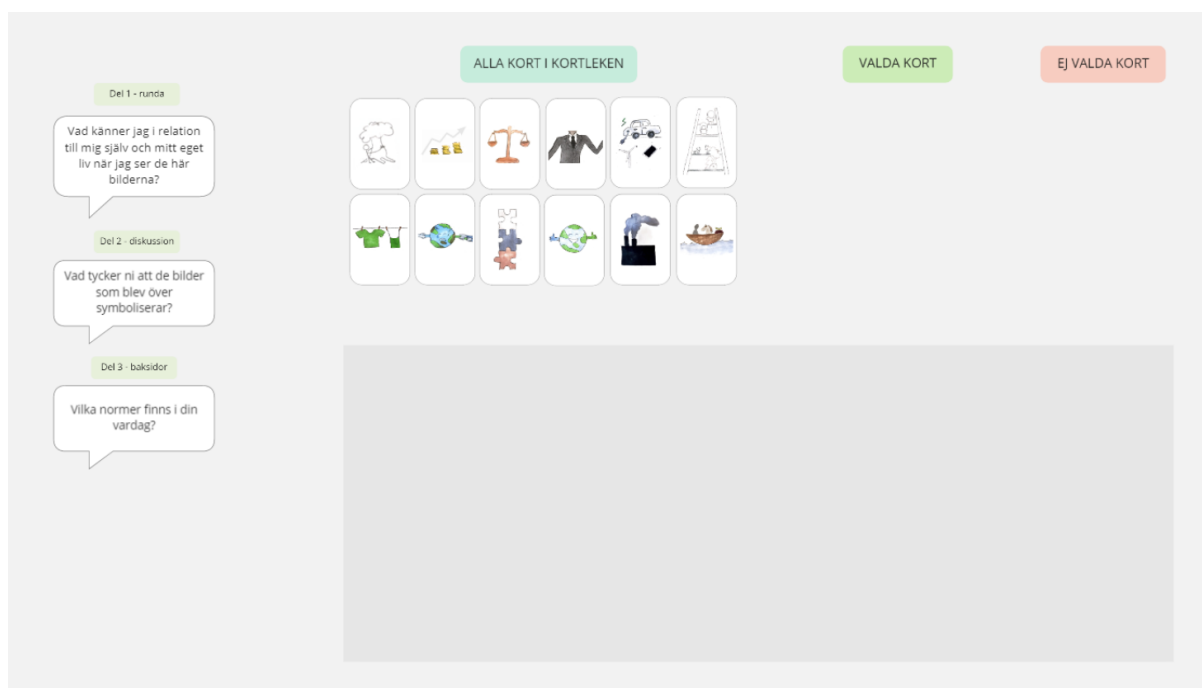 ALLA KORT I KORTLEKEN
VALDA KORT
EJ VALDA KORT
Del 1 - runda
Vad känner jag i relation
till mig själv och mitt eget
liv när jag ser de här
bilderna?
Del 2 - diskussion
Vad tycker ni att de bilder
som blev över
symboliserar?
Del 3 - baksidor
Vilka normer finns i din
vardag?